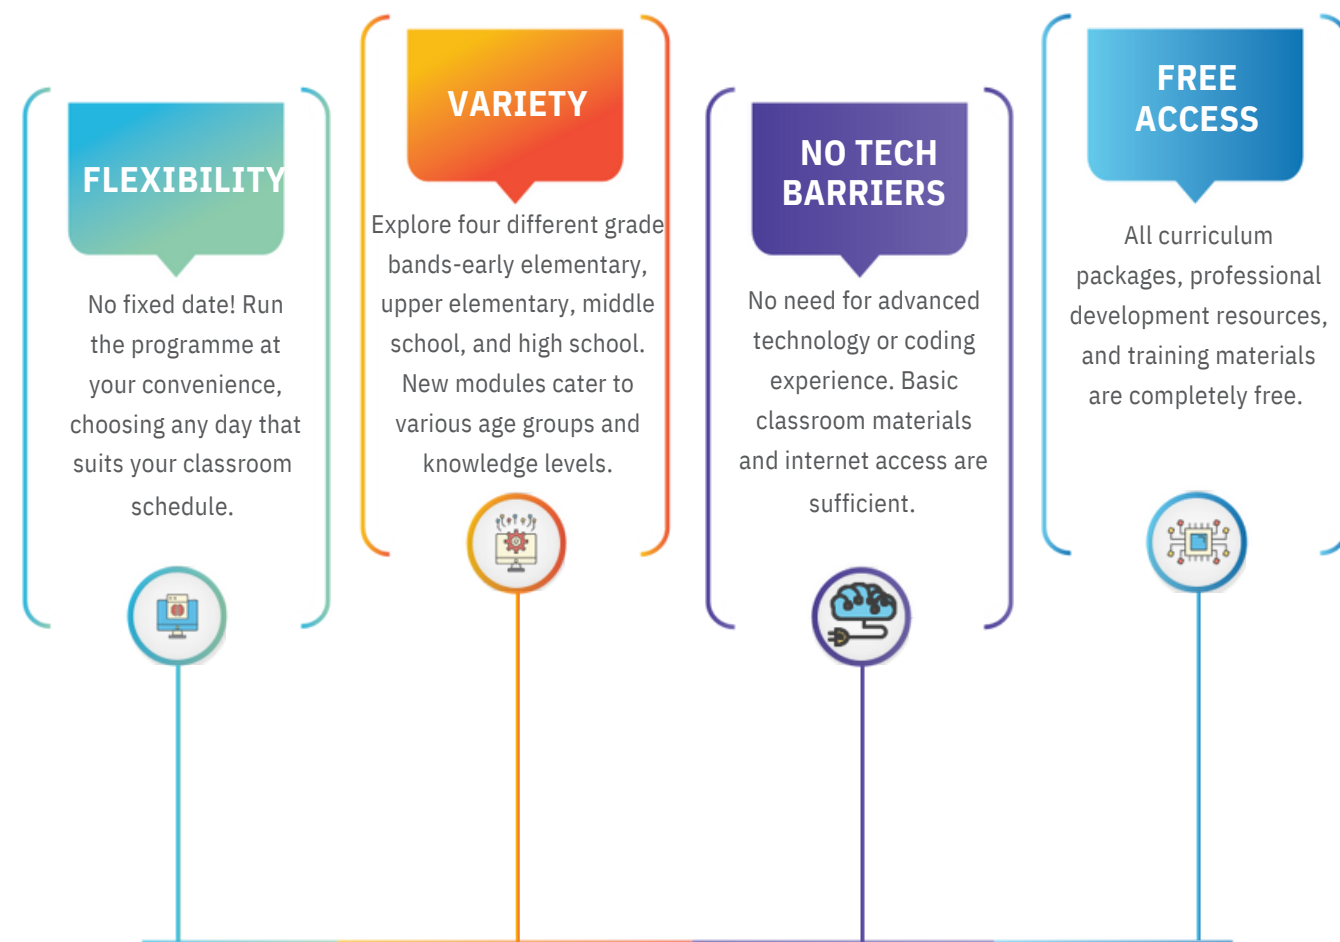 FLEXIBILITY
No fixed date! Run
the programme at
your convenience,
choosing any day that
suits your classroom
schedule.
VARIETY
Explore four different grade
bands-early elementary,
upper elementary, middle
school, and high school.
New modules cater to
various age groups and
knowledge levels.
NO TECH
BARRIERS
No need for advanced
technology or coding
experience. Basic
classroom materials
and internet access are
sufficient.
FREE
ACCESS
All curriculum
packages, professional
development resources,
and training materials
are completely free.